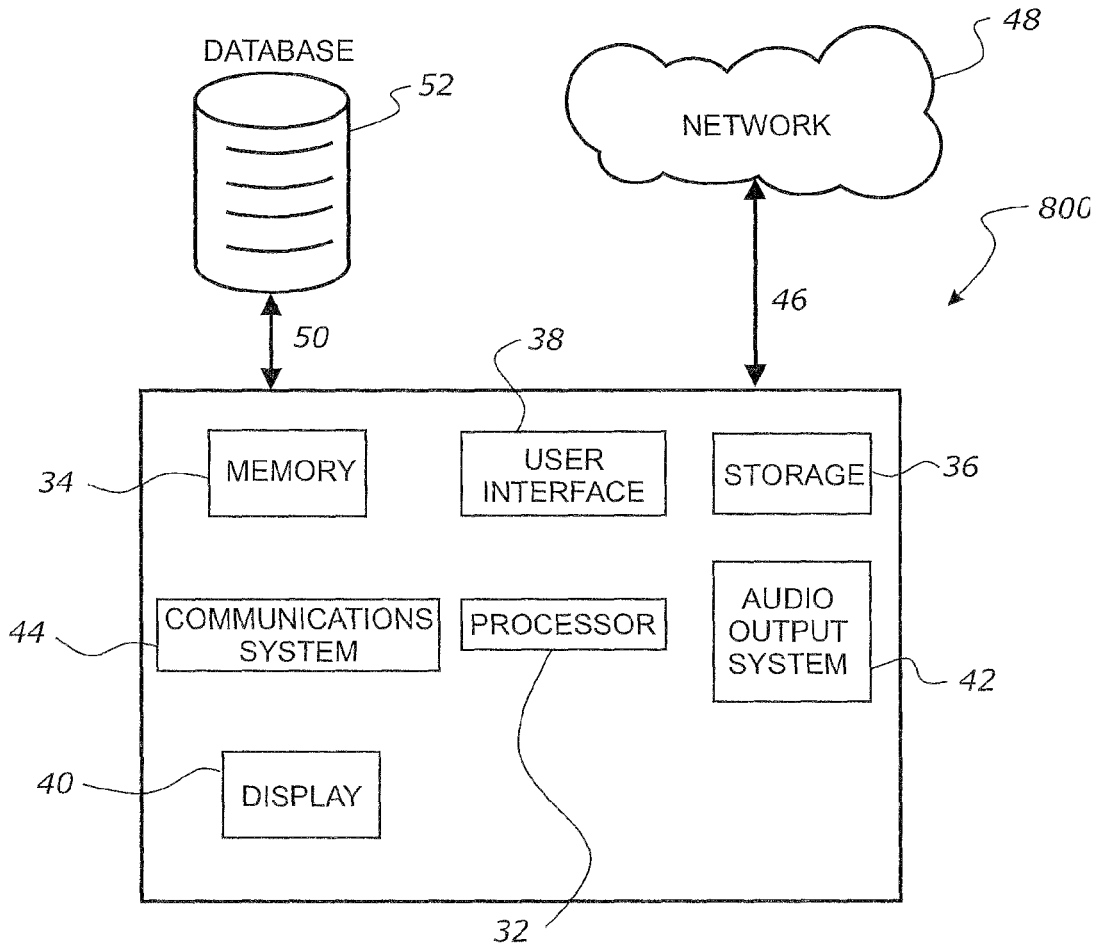 48
DATABASE
52
NETWORK
800
46
50
38
MEMORY
USER
INTERFACE
STORAGE
34
36
COMMUNICATIONS
SYSTEM
PROCESSOR
AUDIO
OUTPUT
SYSTEM
44
42
DISPLAY
40
32